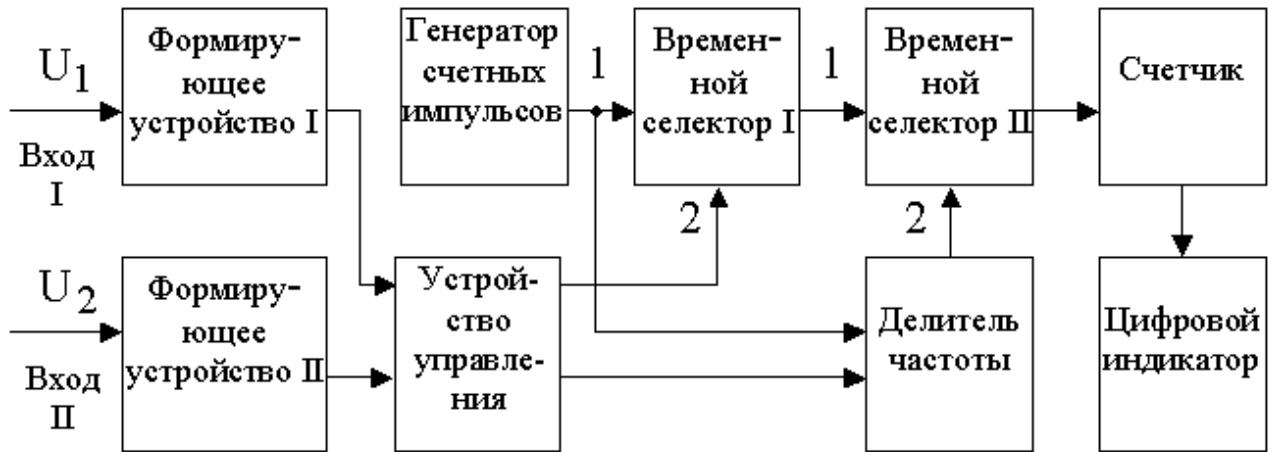 U1
Вход
I
Формиру-
ющее
устройство I
Генератор
счетных
импульсов
1
Времен-
ной
селектор I
1
Времен-
ной
селектор II
Счетчик
2
2
U2
Вход
II
Формиру-
ющее
устройство II
Устрой-
ство
управле-
ния
Делитель
частоты
Цифровой
индикатор